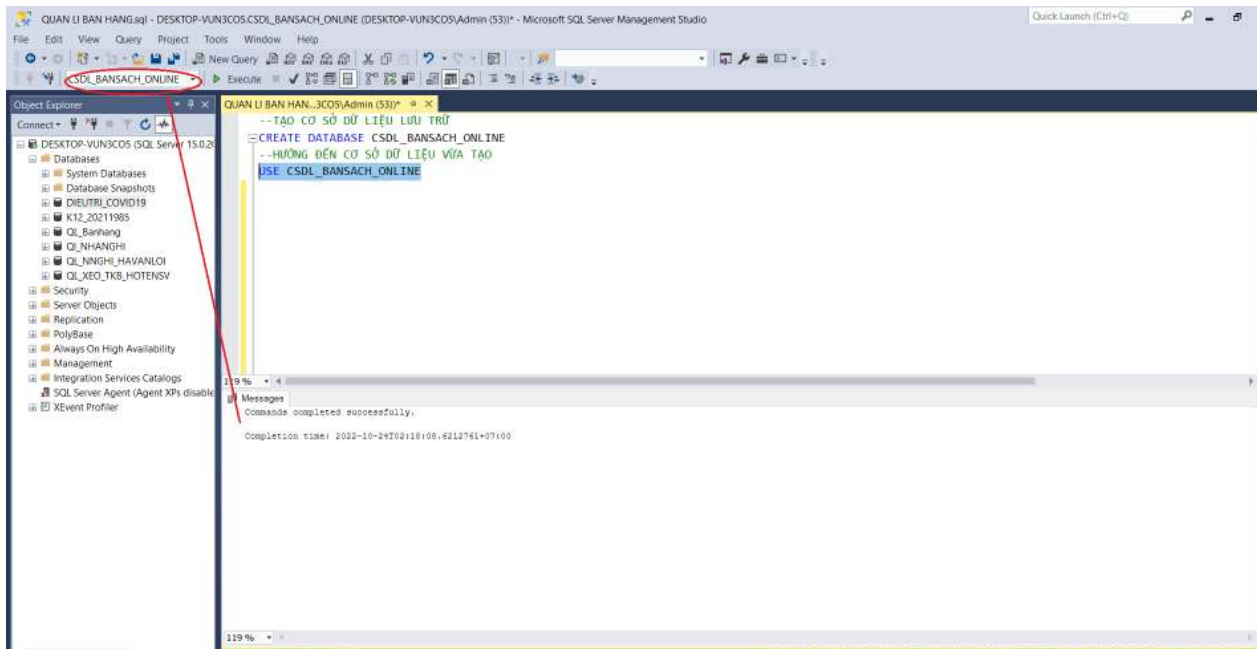 QUAN LI BAN HANG.sql - DESKTOP-VUN3CO5.CSDL_BANSACH_ONLINE (DESKTOP-VUN3CO5\Admin (53))* - Microsoft SQL Server Management Studio
Quick Launch (Ctrl+Q)
File Edit View Query Project Tools Window Help
New Query
CSDL_BANSACH_ONLINE
Execute
Object Explorer
QUAN LI BAN HAN...3CO5\Admin (53))*
Connect
DESKTOP-VUN3CO5 (SQL Server 15.0.20
Databases
System Databases
Database Snapshots
DIEUTRI_COVID19
K12_20211985
QL_Banhang
QL_NHANGHI
QL_NNGHI_HAVANLOI
QL_XEO_TKB_HOTENSV
Security
Server Objects
Replication
PolyBase
Always On High Availability
Management
Integration Services Catalogs
SQL Server Agent (Agent XPs disable
XEvent Profiler
--TẠO CƠ SỞ DỮ LIỆU LƯU TRỮ
CREATE DATABASE CSDL_BANSACH_ONLINE
--HƯỚNG ĐẾN CƠ SỞ DỮ LIỆU VỪA TẠO
USE CSDL_BANSACH_ONLINE
119 %
Messages
Commands completed successfully.
Completion time: 2022-10-24T02:18:08.6212761+07:00
119 %